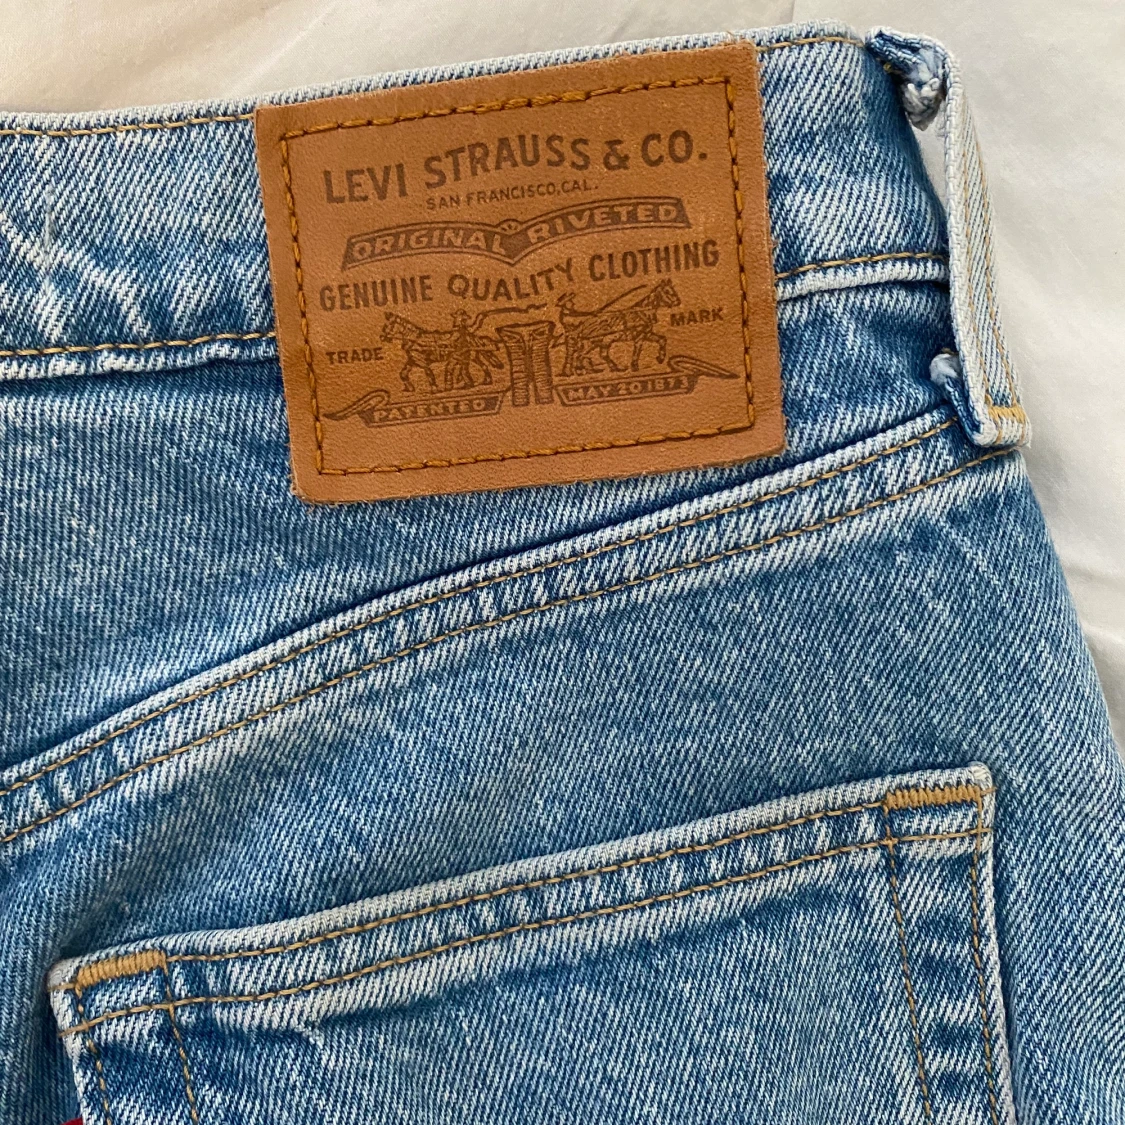 LEVI STRAUSS & CO.
SAN FRANCISCO, CAL.
ORIGINAL RIVETED
GENUINE QUALITY CLOTHING
TRADE MARK
PATENTED MAY 20 1873